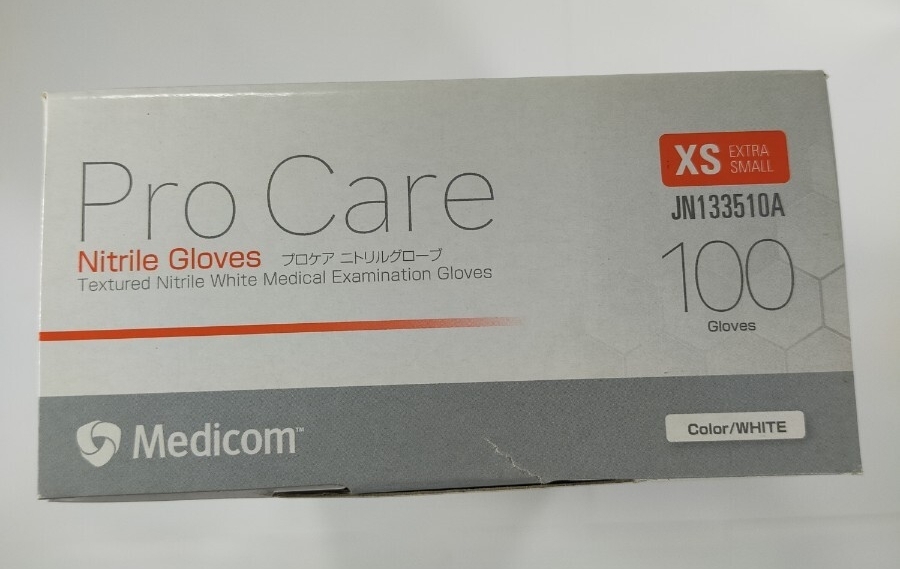 Pro Care
Nitrile Gloves プロケア ニトリルグローブ
Textured Nitrile White Medical Examination Gloves
XS EXTRA SMALL
JN133510A
100
Gloves
Medicom™
Color/WHITE